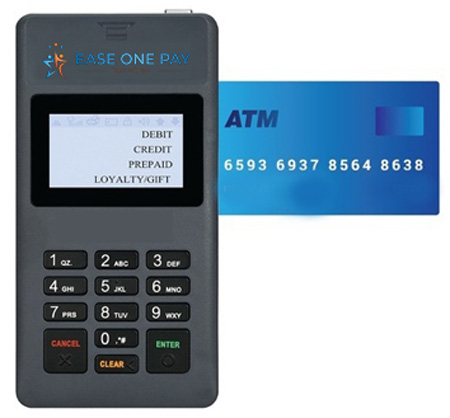 EASE ONE PAY
DEBIT
CREDIT
PREPAID
LOYALTY/GIFT
ATM
6593 6937 8564 8638
1 QZ. 2 ABC 3 DEF
4 GHI 5 JKL 6 MNO
7 PRS 8 TUV 9 WXY
CANCEL 0 .*# ENTER
CLEAR <